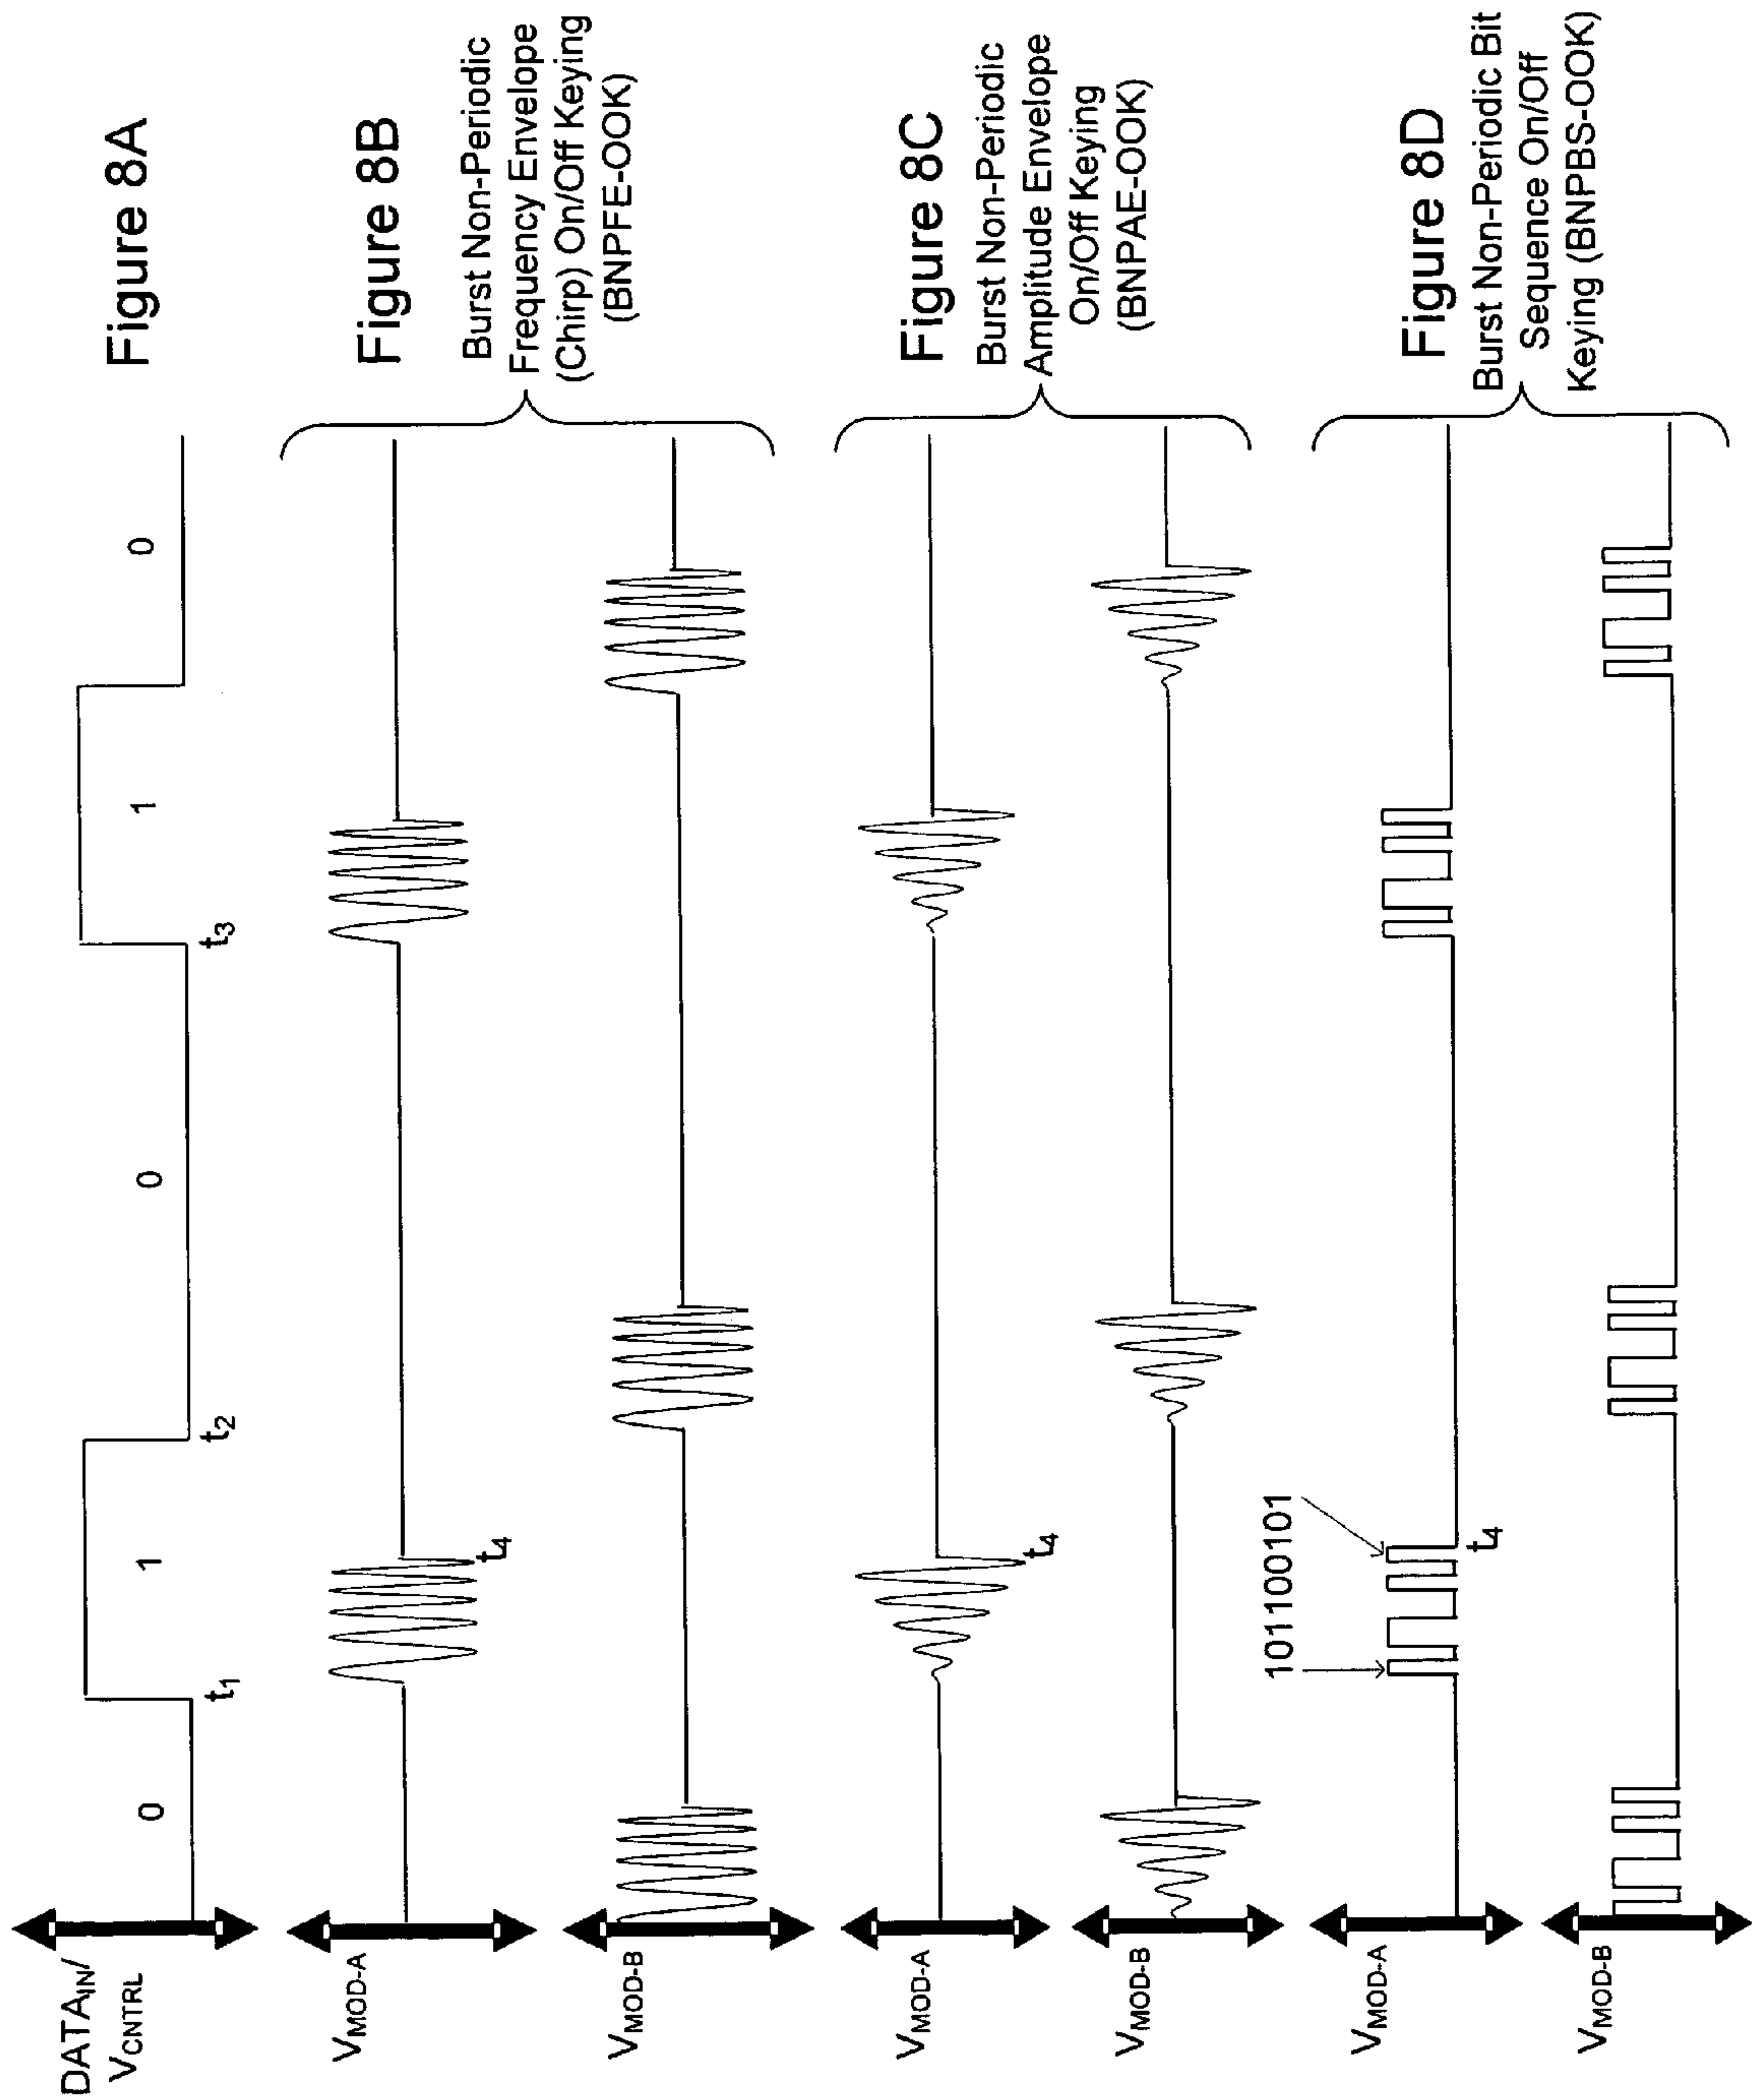 Figure 8A
DATAIN/
VCNTRL
0
1
0
1
0
t1
t2
t3
Figure 8B
VMOD-A
t4
VMOD-B
Burst Non-Periodic
Frequency Envelope
(Chirp) On/Off Keying
(BNPFE-OOK)
Figure 8C
VMOD-A
t4
VMOD-B
Burst Non-Periodic
Amplitude Envelope
On/Off Keying
(BNPAE-OOK)
Figure 8D
101100101
VMOD-A
t4
VMOD-B
Burst Non-Periodic Bit
Sequence On/Off
Keying (BNPBS-OOK)